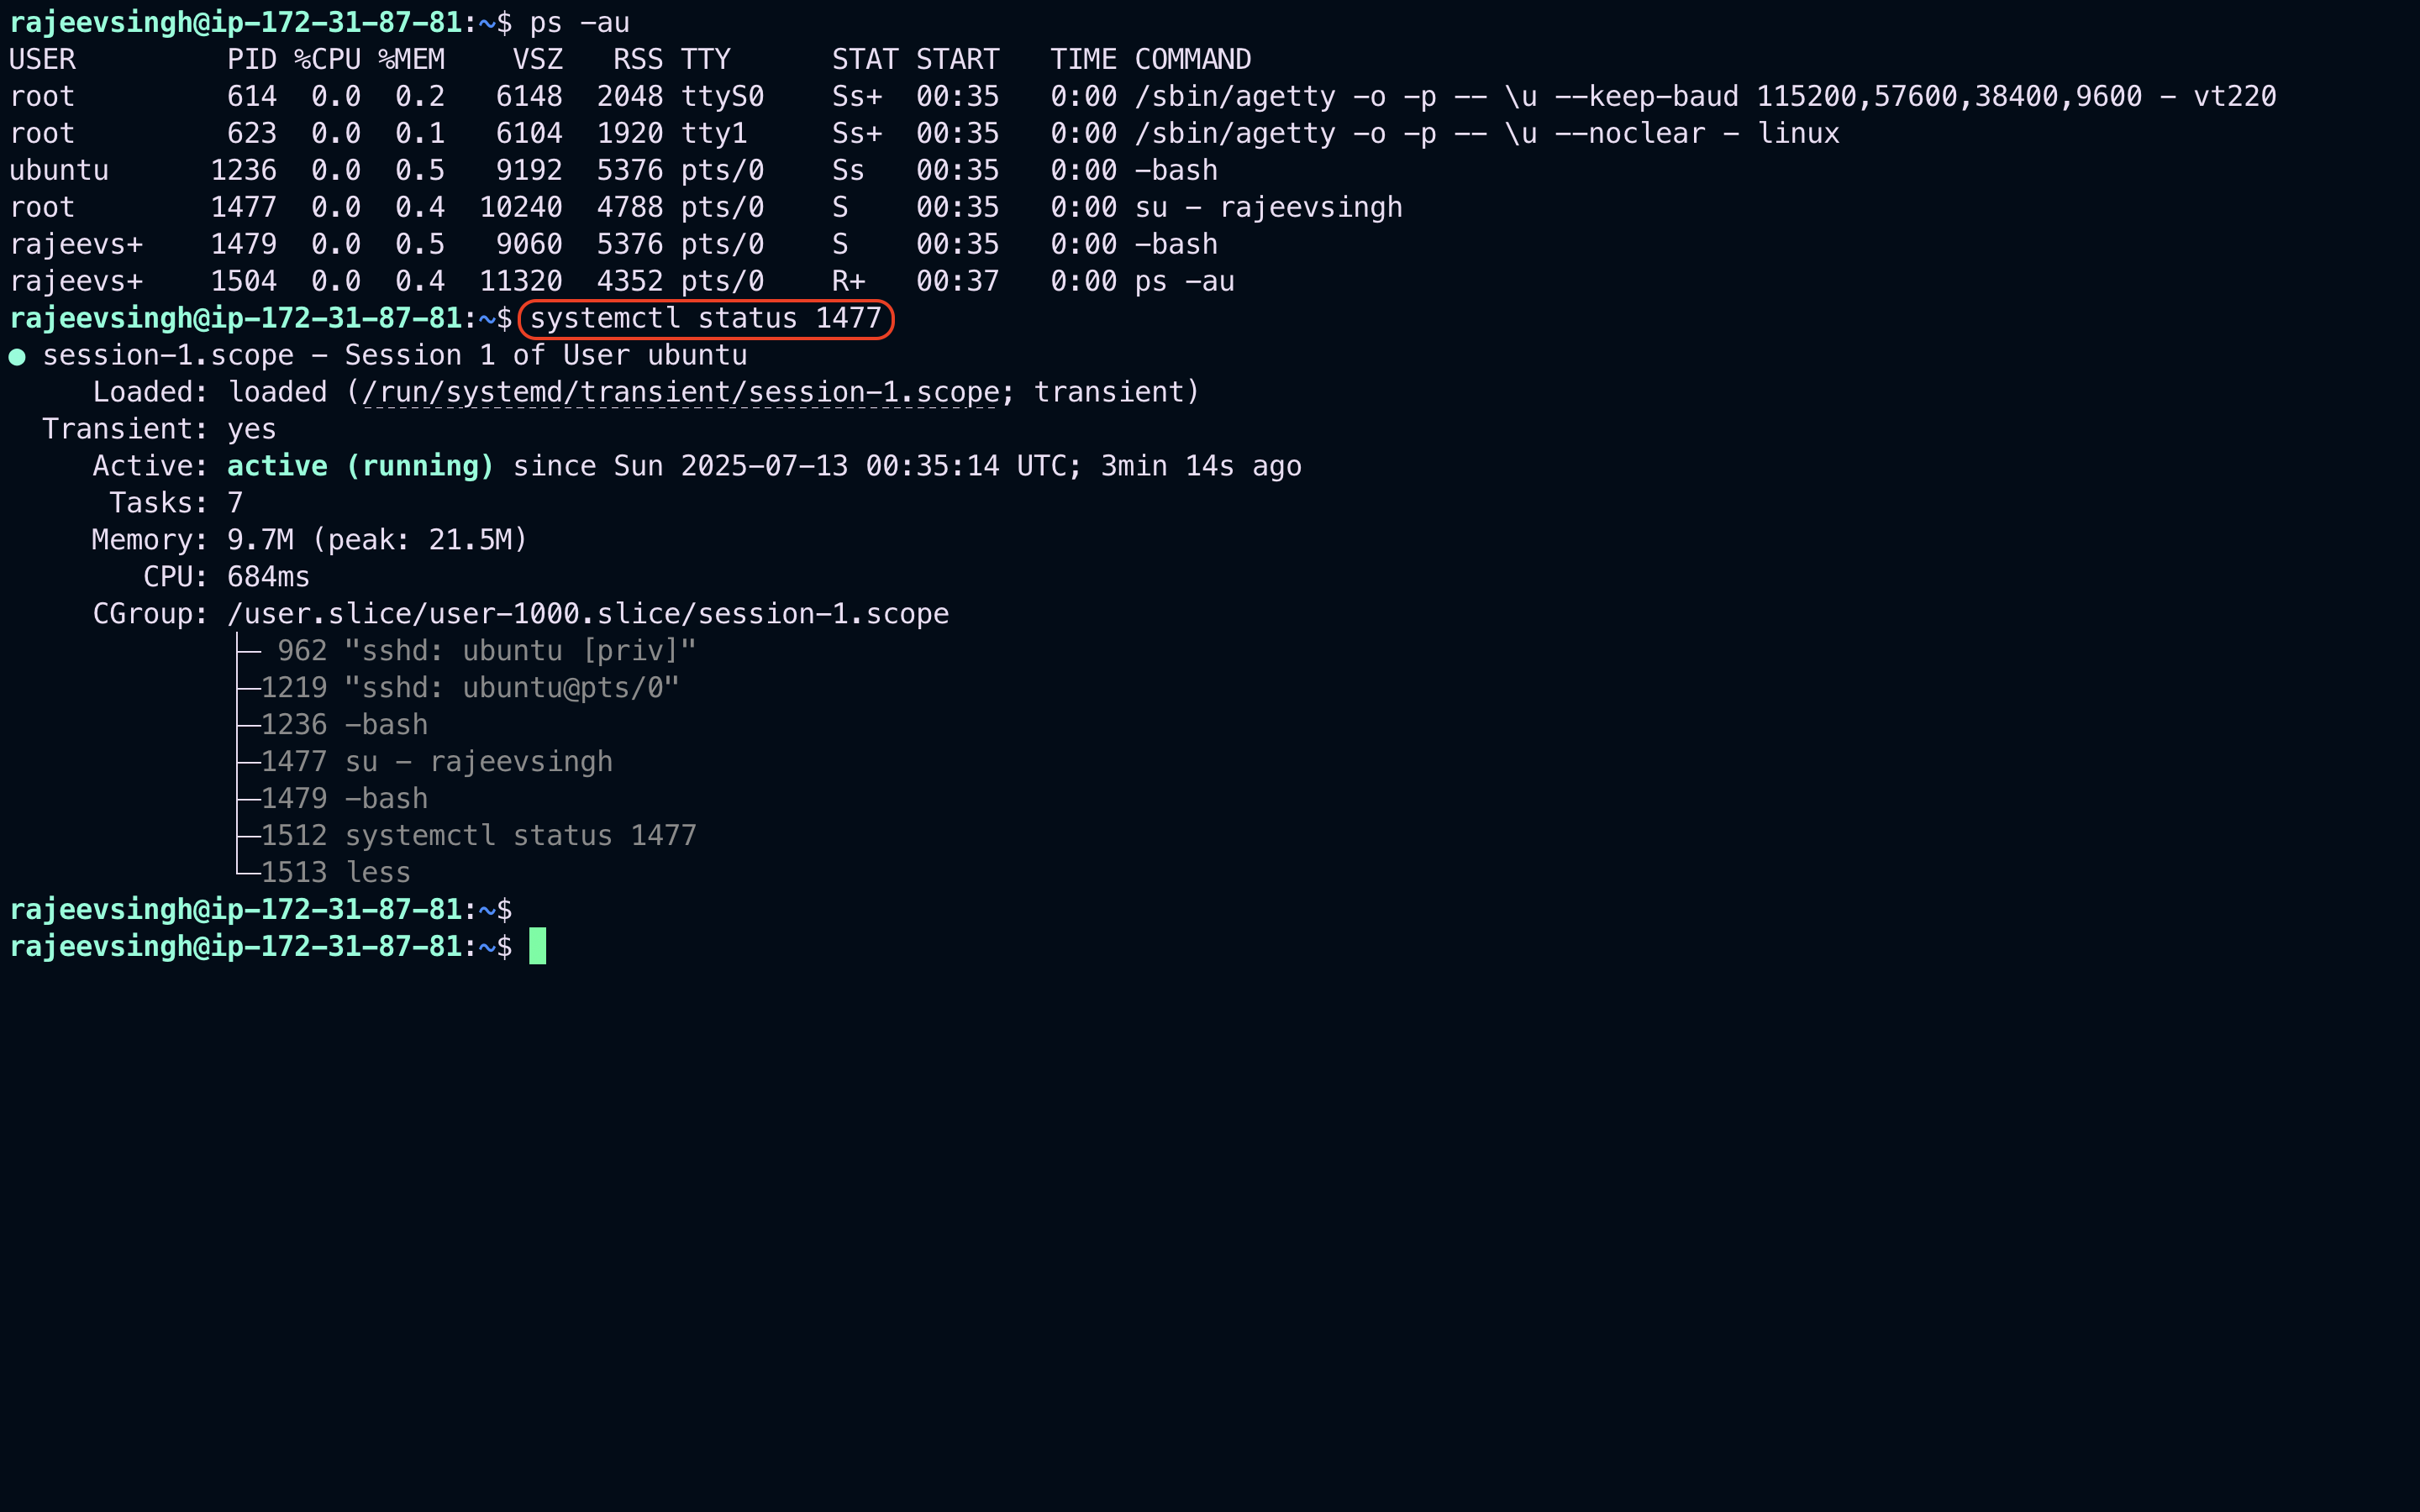 rajeevsingh@ip-172-31-87-81:~$ ps -au
USER         PID %CPU %MEM    VSZ   RSS TTY      STAT START   TIME COMMAND
root         614  0.0  0.2   6148  2048 ttyS0    Ss+  00:35   0:00 /sbin/agetty -o -p -- \u --keep-baud 115200,57600,38400,9600 - vt220
root         623  0.0  0.1   6104  1920 tty1     Ss+  00:35   0:00 /sbin/agetty -o -p -- \u --noclear - linux
ubuntu      1236  0.0  0.5   9192  5376 pts/0    Ss   00:35   0:00 -bash
root        1477  0.0  0.4  10240  4788 pts/0    S    00:35   0:00 su - rajeevsingh
rajeevs+    1479  0.0  0.5   9060  5376 pts/0    S    00:35   0:00 -bash
rajeevs+    1504  0.0  0.4  11320  4352 pts/0    R+   00:37   0:00 ps -au
rajeevsingh@ip-172-31-87-81:~$ systemctl status 1477
● session-1.scope - Session 1 of User ubuntu
     Loaded: loaded (/run/systemd/transient/session-1.scope; transient)
  Transient: yes
     Active: active (running) since Sun 2025-07-13 00:35:14 UTC; 3min 14s ago
      Tasks: 7
     Memory: 9.7M (peak: 21.5M)
        CPU: 684ms
     CGroup: /user.slice/user-1000.slice/session-1.scope
             ├─ 962 "sshd: ubuntu [priv]"
             ├─1219 "sshd: ubuntu@pts/0"
             ├─1236 -bash
             ├─1477 su - rajeevsingh
             ├─1479 -bash
             ├─1512 systemctl status 1477
             └─1513 less
rajeevsingh@ip-172-31-87-81:~$
rajeevsingh@ip-172-31-87-81:~$